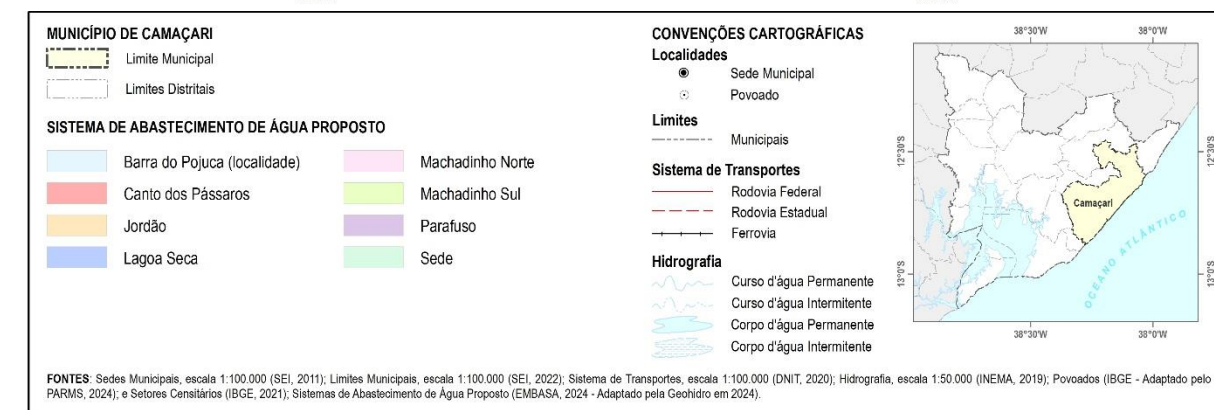 MUNICÍPIO DE CAMAÇARI
Limite Municipal
Limites Distritais
SISTEMA DE ABASTECIMENTO DE ÁGUA PROPOSTO
Barra do Pojuca (localidade)
Canto dos Pássaros
Jordão
Lagoa Seca
Machadinho Norte
Machadinho Sul
Parafuso
Sede
CONVENÇÕES CARTOGRÁFICAS
Localidades
Sede Municipal
Povoado
Limites
Municipais
Sistema de Transportes
Rodovia Federal
Rodovia Estadual
Ferrovia
Hidrografia
Curso d'água Permanente
Curso d'água Intermitente
Corpo d'água Permanente
Corpo d'água Intermitente
38°30'W 38°0'W
12°30'S 12°30'S
Camaçari
OCEANO ATLÂNTICO
13°0'S 13°0'S
38°30'W 38°0'W
FONTES: Sedes Municipais, escala 1:100.000 (SEI, 2011); Limites Municipais, escala 1:100.000 (SEI, 2022); Sistema de Transportes, escala 1:100.000 (DNIT, 2020); Hidrografia, escala 1:50.000 (INEMA, 2019); Povoados (IBGE - Adaptado pelo
PARMS, 2024); e Setores Censitários (IBGE, 2021); Sistemas de Abastecimento de Água Proposto (EMBASA, 2024 - Adaptado pela Geohidro em 2024).